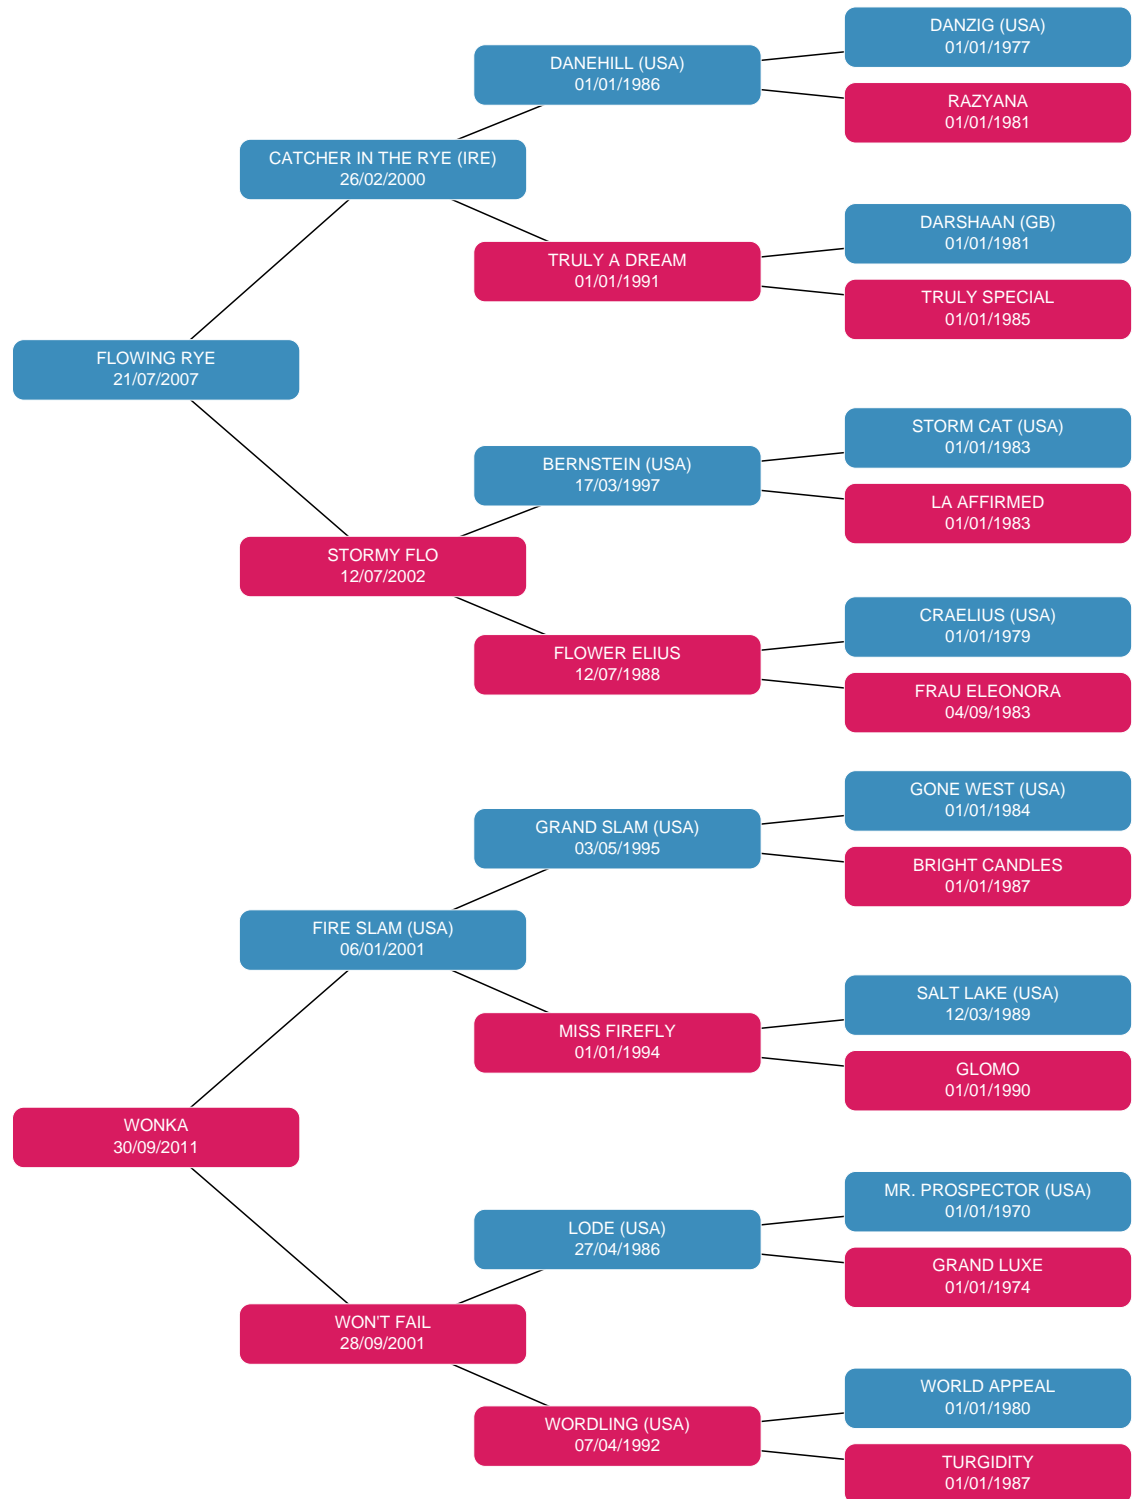 DANZIG (USA)
01/01/1977
DANEHILL (USA)
01/01/1986
RAZYANA
01/01/1981
CATCHER IN THE RYE (IRE)
26/02/2000
DARSHAAN (GB)
01/01/1981
TRULY A DREAM
01/01/1991
TRULY SPECIAL
01/01/1985
FLOWING RYE
21/07/2007
STORM CAT (USA)
01/01/1983
BERNSTEIN (USA)
17/03/1997
LA AFFIRMED
01/01/1983
STORMY FLO
12/07/2002
CRAELIUS (USA)
01/01/1979
FLOWER ELIUS
12/07/1988
FRAU ELEONORA
04/09/1983
GONE WEST (USA)
01/01/1984
GRAND SLAM (USA)
03/05/1995
BRIGHT CANDLES
01/01/1987
FIRE SLAM (USA)
06/01/2001
SALT LAKE (USA)
12/03/1989
MISS FIREFLY
01/01/1994
GLOMO
01/01/1990
WONKA
30/09/2011
MR. PROSPECTOR (USA)
01/01/1970
LODE (USA)
27/04/1986
GRAND LUXE
01/01/1974
WON'T FAIL
28/09/2001
WORLD APPEAL
01/01/1980
WORDLING (USA)
07/04/1992
TURGIDITY
01/01/1987